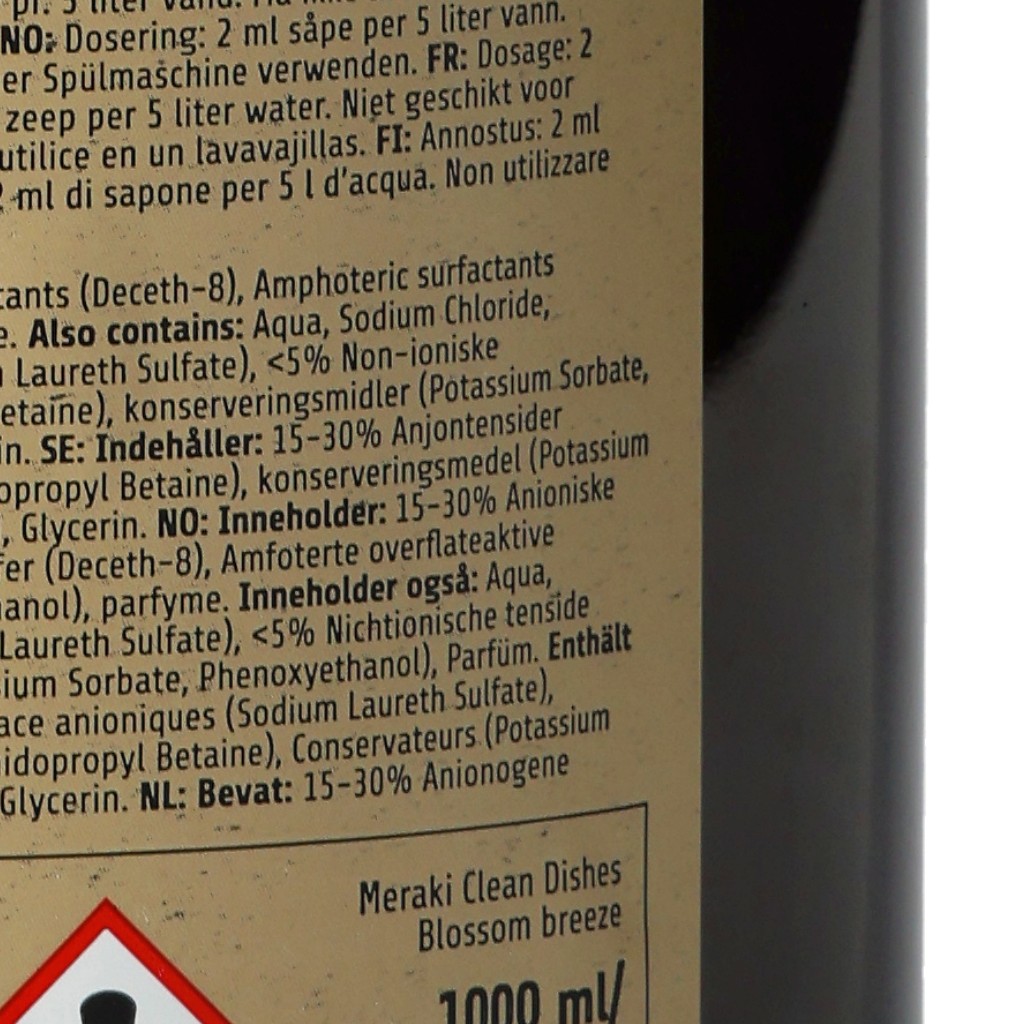 NO: Dosering: 2 ml såpe per 5 liter vann.
er Spülmaschine verwenden. FR: Dosage: 2
zeep per 5 liter water. Niet geschikt voor
utilice en un lavavajillas. FI: Annostus: 2 ml
2 ml di sapone per 5 l d'acqua. Non utilizzare
tants (Deceth-8), Amphoteric surfactants
e. Also contains: Aqua, Sodium Chloride,
Laureth Sulfate), <5% Non-ioniske
etaine), konserveringsmidler (Potassium Sorbate,
in. SE: Indehåller: 15-30% Anjontensider
opropyl Betaine), konserveringsmedel (Potassium
, Glycerin. NO: Inneholder: 15-30% Anioniske
fer (Deceth-8), Amfoterte overflateaktive
anol), parfyme. Inneholder også: Aqua,
Laureth Sulfate), <5% Nichtionische tenside
ium Sorbate, Phenoxyethanol), Parfüm. Enthält
ace anioniques (Sodium Laureth Sulfate),
idopropyl Betaine), Conservateurs (Potassium
Glycerin. NL: Bevat: 15-30% Anionogene
Meraki Clean Dishes
Blossom breeze
1000 ml/